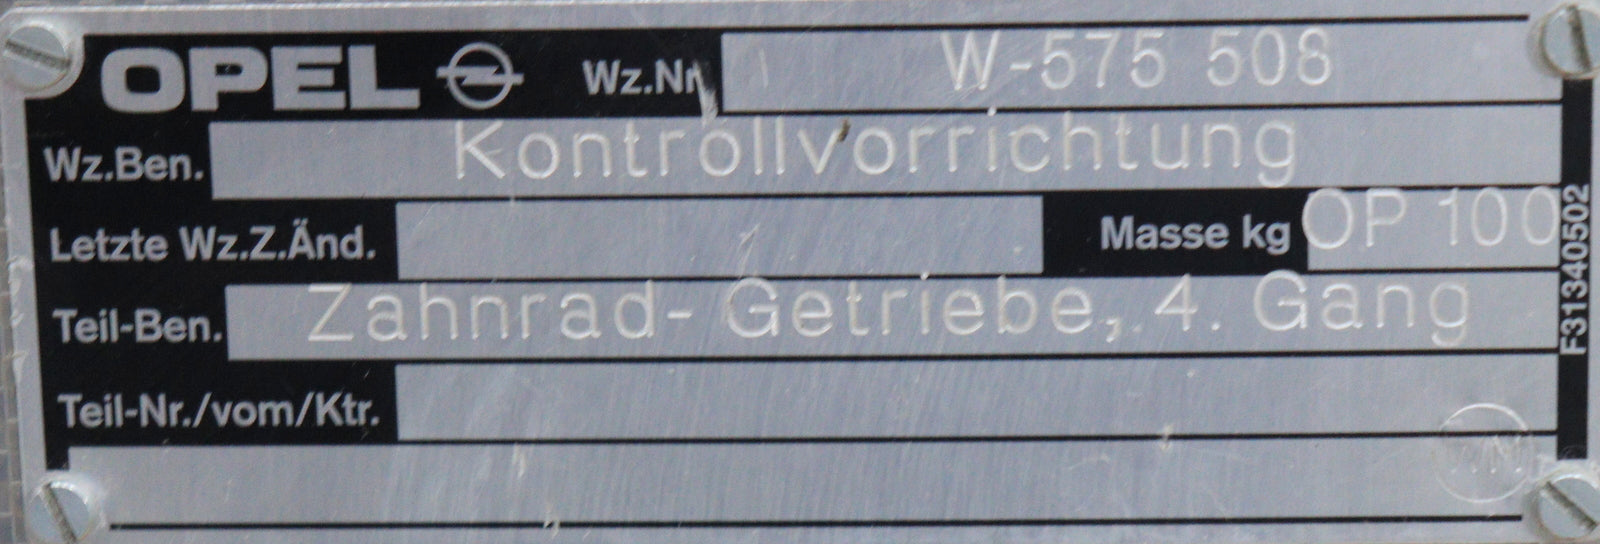 OPEL Wz.Nr W-575 508
Wz.Ben. Kontrollvorrichtung
Letzte Wz.Z.Änd. Masse kg OP 100
Teil-Ben. Zahnrad- Getriebe, 4. Gang
Teil-Nr./vom/Ktr.
F31340502